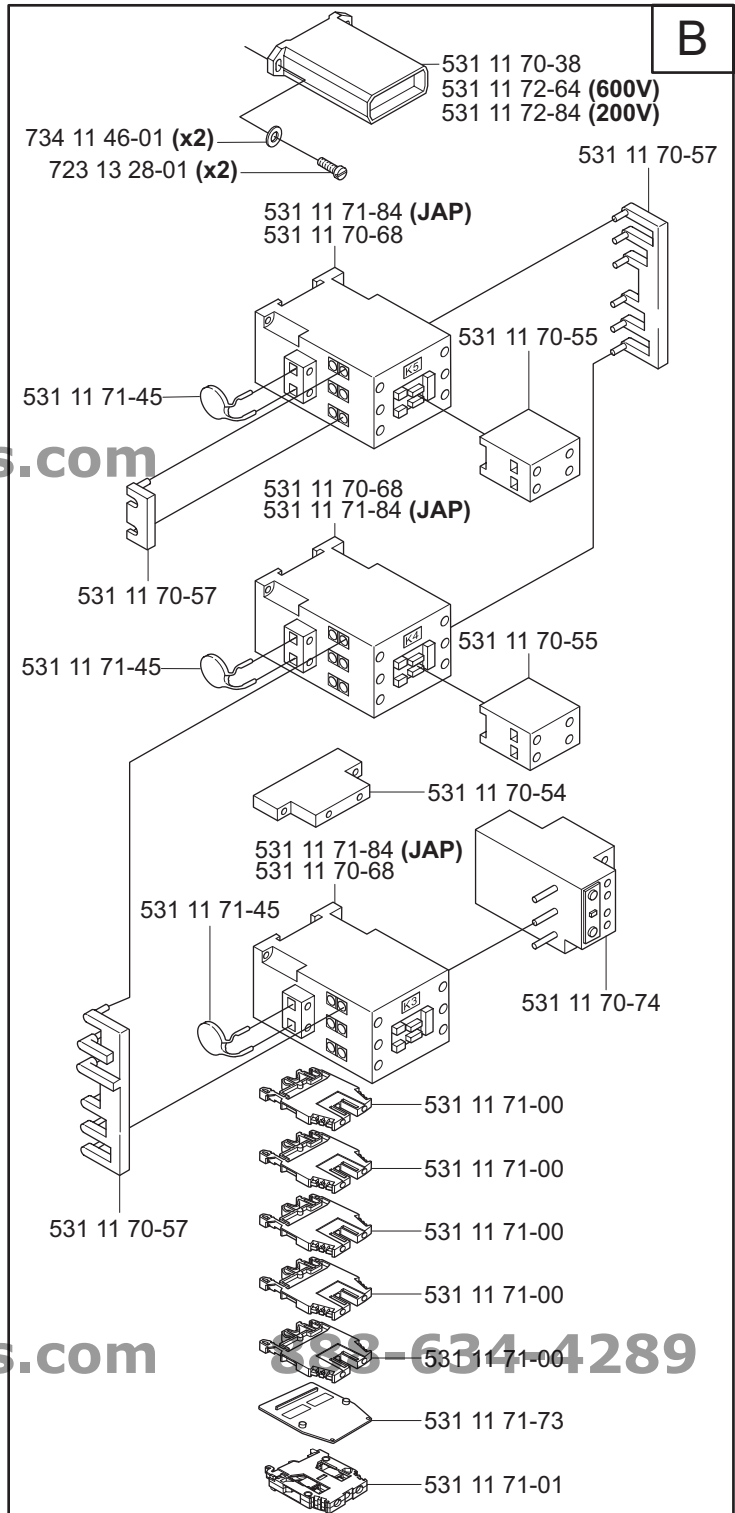 B
531 11 70-38
531 11 72-64 (600V)
531 11 72-84 (200V)
734 11 46-01 (x2)
723 13 28-01 (x2)
531 11 70-57
531 11 71-84 (JAP)
531 11 70-68
K5
531 11 70-55
531 11 71-45
s.com
531 11 70-68
531 11 71-84 (JAP)
531 11 70-57
K4
531 11 70-55
531 11 71-45
531 11 70-54
531 11 71-84 (JAP)
531 11 70-68
531 11 71-45
K3
531 11 70-74
531 11 71-00
531 11 71-00
531 11 70-57
531 11 71-00
531 11 71-00
s.com 888-634-4289
531 11 71-00
531 11 71-73
531 11 71-01